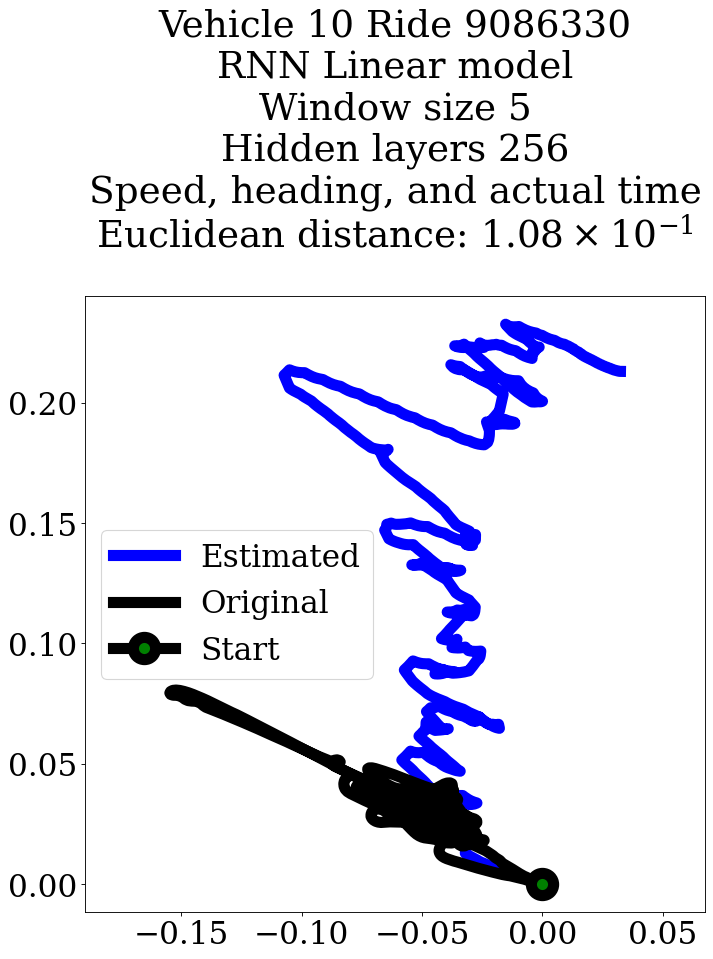 Vehicle 10 Ride 9086330
RNN Linear model
Window size 5
Hidden layers 256
Speed, heading, and actual time
Euclidean distance: 1.08 × 10⁻¹
0.20
0.15
0.10
0.05
0.00
Estimated
Original
Start
−0.15 −0.10 −0.05 0.00 0.05